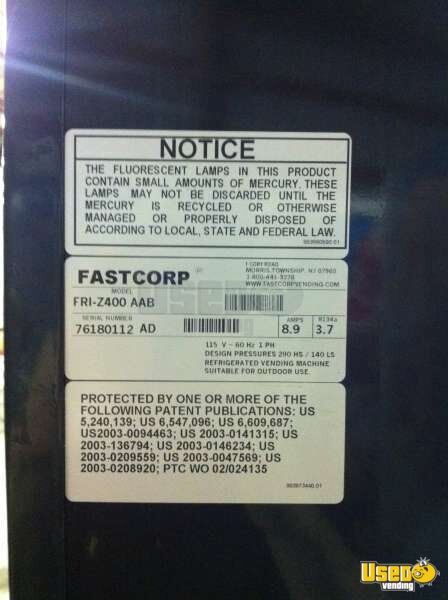 NOTICE
THE FLUORESCENT LAMPS IN THIS PRODUCT
CONTAIN SMALL AMOUNTS OF MERCURY. THESE
LAMPS MAY NOT BE DISCARDED UNTIL THE
MERCURY IS RECYCLED OR OTHERWISE
MANAGED OR PROPERLY DISPOSED OF
ACCORDING TO LOCAL, STATE AND FEDERAL LAW.
FASTCORP ®
MORRIS TOWNSHIP, NJ 07960
1-800-441-3278
WWW.FASTCORPVENDING.COM
MODEL
FRI-Z400 AAB
SERIAL NUMBER
76180112 AD
AMPS
8.9
R134a
3.7
115 V ~ 60 Hz 1 PH
DESIGN PRESSURES 290 HS / 140 LS
REFRIGERATED VENDING MACHINE
SUITABLE FOR OUTDOOR USE.
PROTECTED BY ONE OR MORE OF THE
FOLLOWING PATENT PUBLICATIONS: US
5,240,139; US 6,547,096; US 6,609,687;
US2003-0094463; US 2003-0141315; US
2003-136794; US 2003-0146234; US
2003-0209559; US 2003-0047569; US
2003-0208920; PTC WO 02/024135
USED
vending